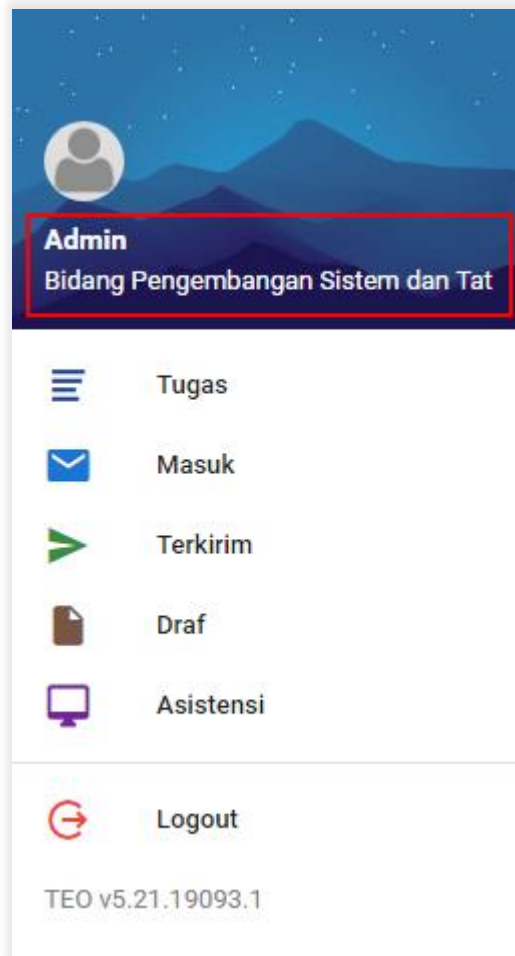 Admin
Bidang Pengembangan Sistem dan Tat
Tugas
Masuk
Terkirim
Draf
Asistensi
Logout
TEO v5.21.19093.1